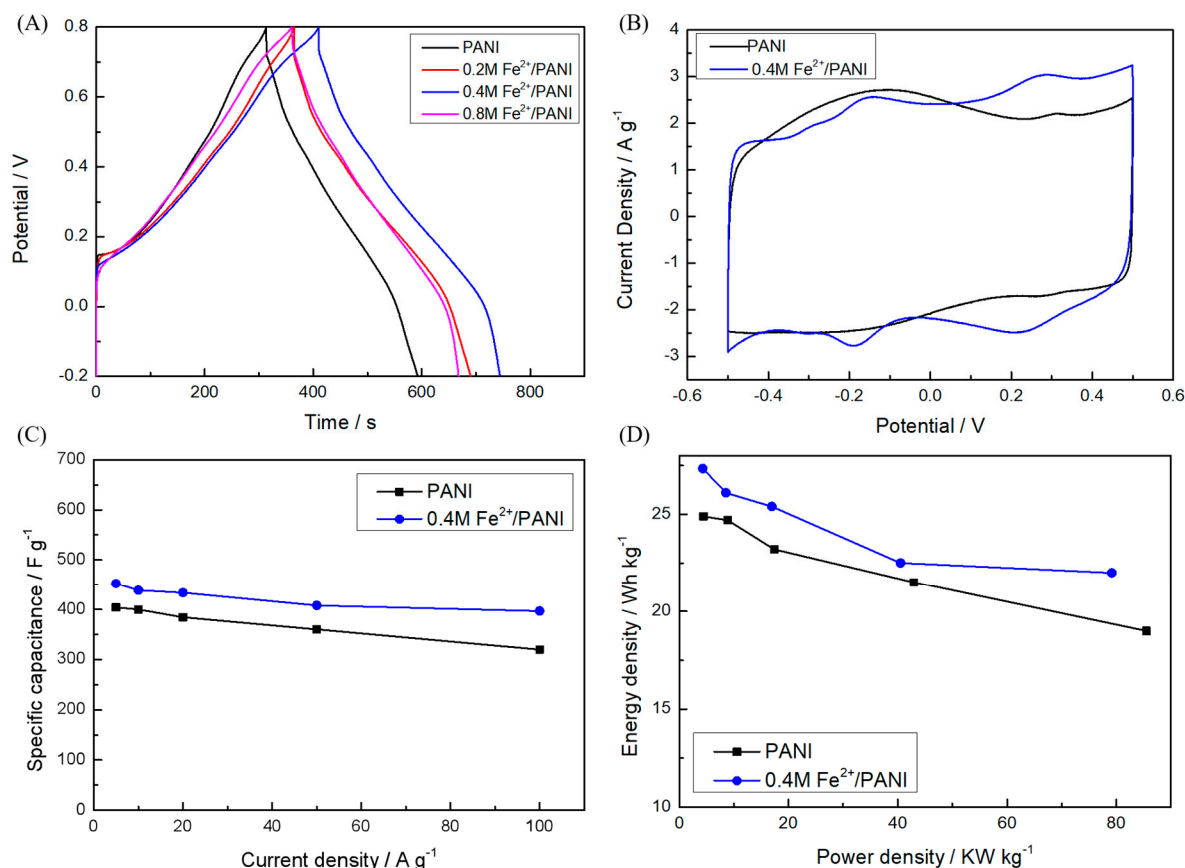 (A)
0.8
0.6
0.4
0.2
0.0
-0.2
Potential / V
0 200 400 600 800
Time / s
PANI
0.2M Fe²⁺/PANI
0.4M Fe²⁺/PANI
0.8M Fe²⁺/PANI
(B)
4
3
2
1
0
-1
-2
-3
Current Density / A g⁻¹
-0.6 -0.4 -0.2 0.0 0.2 0.4 0.6
Potential / V
PANI
0.4M Fe²⁺/PANI
(C)
700
600
500
400
300
200
100
0
Specific capacitance / F g⁻¹
0 20 40 60 80 100
Current density / A g⁻¹
PANI
0.4M Fe²⁺/PANI
(D)
25
20
15
10
Energy density / Wh kg⁻¹
0 20 40 60 80
Power density / KW kg⁻¹
PANI
0.4M Fe²⁺/PANI